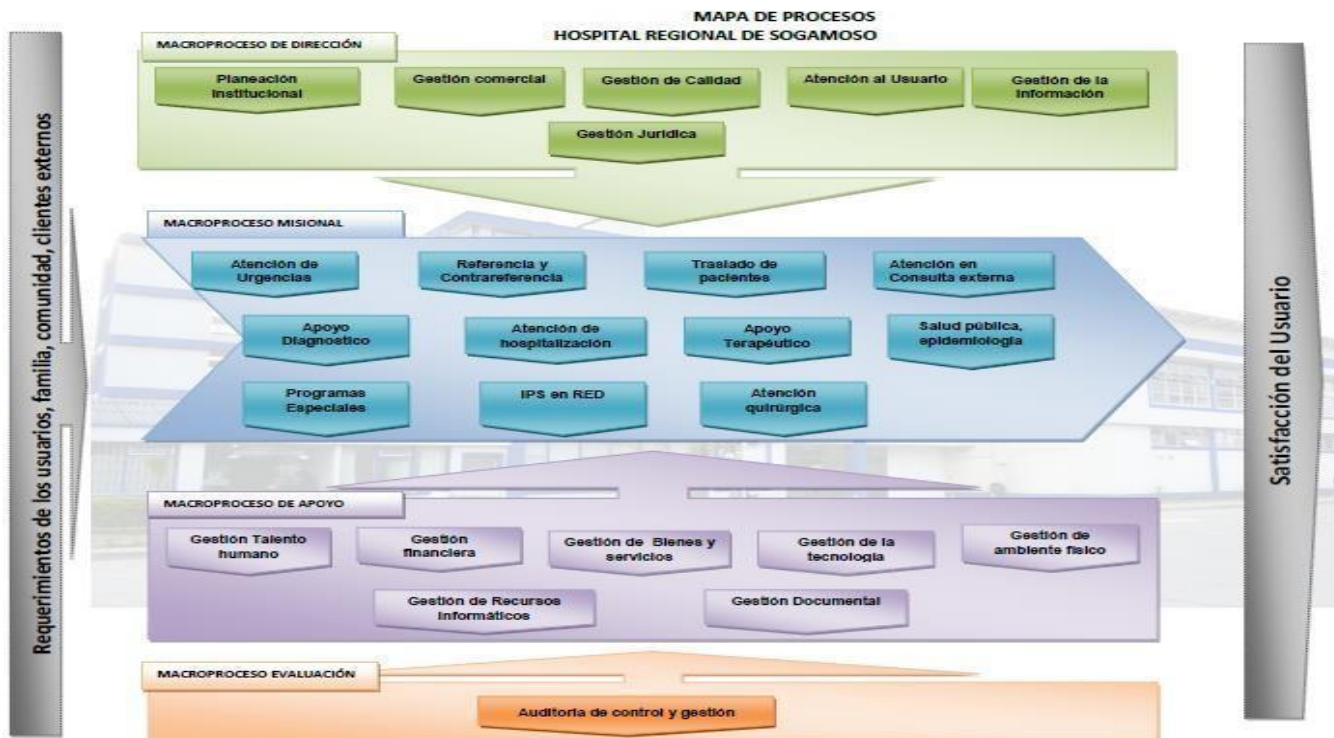 MAPA DE PROCESOS
HOSPITAL REGIONAL DE SOGAMOSO
Requerimientos de los usuarios, familia, comunidad, clientes externos
MACROPROCESO DE DIRECCIÓN
Planeación
Institucional
Gestión comercial
Gestión de Calidad
Atención al Usuario
Gestión de la
Información
Gestión Jurídica
MACROPROCESO MISIONAL
Atención de
Urgencias
Referencia y
Contrareferencia
Traslado de
pacientes
Atención en
Consulta externa
Apoyo
Diagnostico
Atención de
hospitalización
Apoyo
Terapéutico
Salud pública,
epidemiología
Programas
Especiales
IPS en RED
Atención
quirúrgica
MACROPROCESO DE APOYO
Gestión Talento
humano
Gestión
financiera
Gestión de Bienes y
servicios
Gestión de la
tecnología
Gestión de
ambiente físico
Gestión de Recursos
Informáticos
Gestión Documental
MACROPROCESO EVALUACIÓN
Auditoria de control y gestión
Satisfacción del Usuario